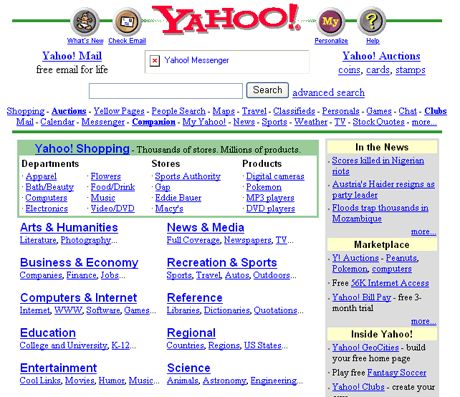 YAHOO!
What's New
Check Email
My
Personalize
?
Help
Yahoo! Mail
free email for life
Yahoo! Messenger
Yahoo! Auctions
coins, cards, stamps
Search advanced search
Shopping - Auctions - Yellow Pages - People Search - Maps - Travel - Classifieds - Personals - Games - Chat - Clubs
Mail - Calendar - Messenger - Companion - My Yahoo! - News - Sports - Weather - TV - Stock Quotes - more...
Yahoo! Shopping - Thousands of stores. Millions of products.
Departments Stores Products
· Apparel · Flowers · Sports Authority · Digital cameras
· Bath/Beauty · Food/Drink · Gap · Pokemon
· Computers · Music · Eddie Bauer · MP3 players
· Electronics · Video/DVD · Macy's · DVD players
Arts & Humanities
Literature, Photography...
News & Media
Full Coverage, Newspapers, TV...
Business & Economy
Companies, Finance, Jobs...
Recreation & Sports
Sports, Travel, Autos, Outdoors...
Computers & Internet
Internet, WWW, Software, Games...
Reference
Libraries, Dictionaries, Quotations...
Education
College and University, K-12...
Regional
Countries, Regions, US States...
Entertainment
Cool Links, Movies, Humor, Music...
Science
Animals, Astronomy, Engineering...
In the News
· Scores killed in Nigerian
riots
· Austria's Haider resigns as
party leader
· Floods trap thousands in
Mozambique
more...
Marketplace
· Y! Auctions - Peanuts,
Pokemon, computers
· Free 56K Internet Access
· Yahoo! Bill Pay - free 3-
month trial
more...
Inside Yahoo!
· Yahoo! GeoCities - build
your free home page
· Play free Fantasy Soccer
· Yahoo! Clubs - create your